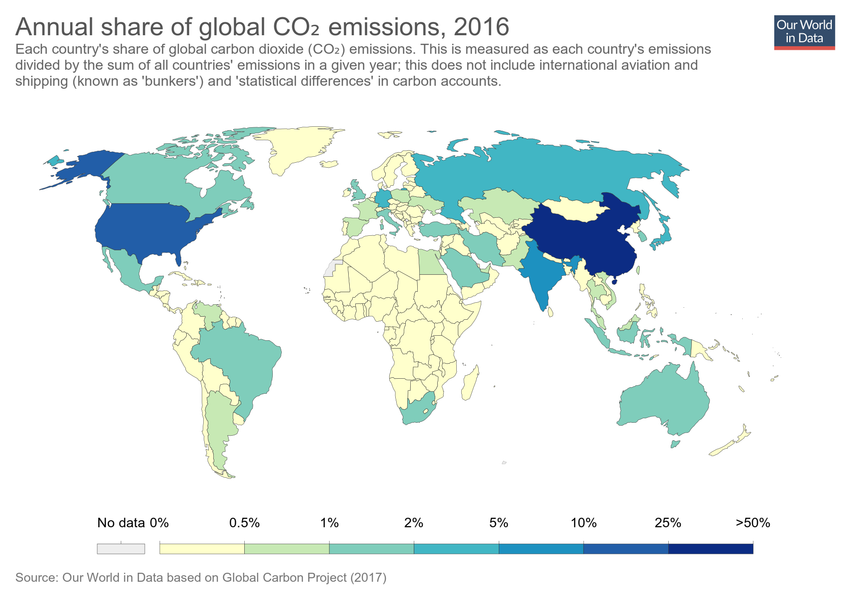 Annual share of global CO₂ emissions, 2016
Our World
in Data
Each country's share of global carbon dioxide (CO₂) emissions. This is measured as each country's emissions
divided by the sum of all countries' emissions in a given year; this does not include international aviation and
shipping (known as 'bunkers') and 'statistical differences' in carbon accounts.
No data 0% 0.5% 1% 2% 5% 10% 25% >50%
Source: Our World in Data based on Global Carbon Project (2017)